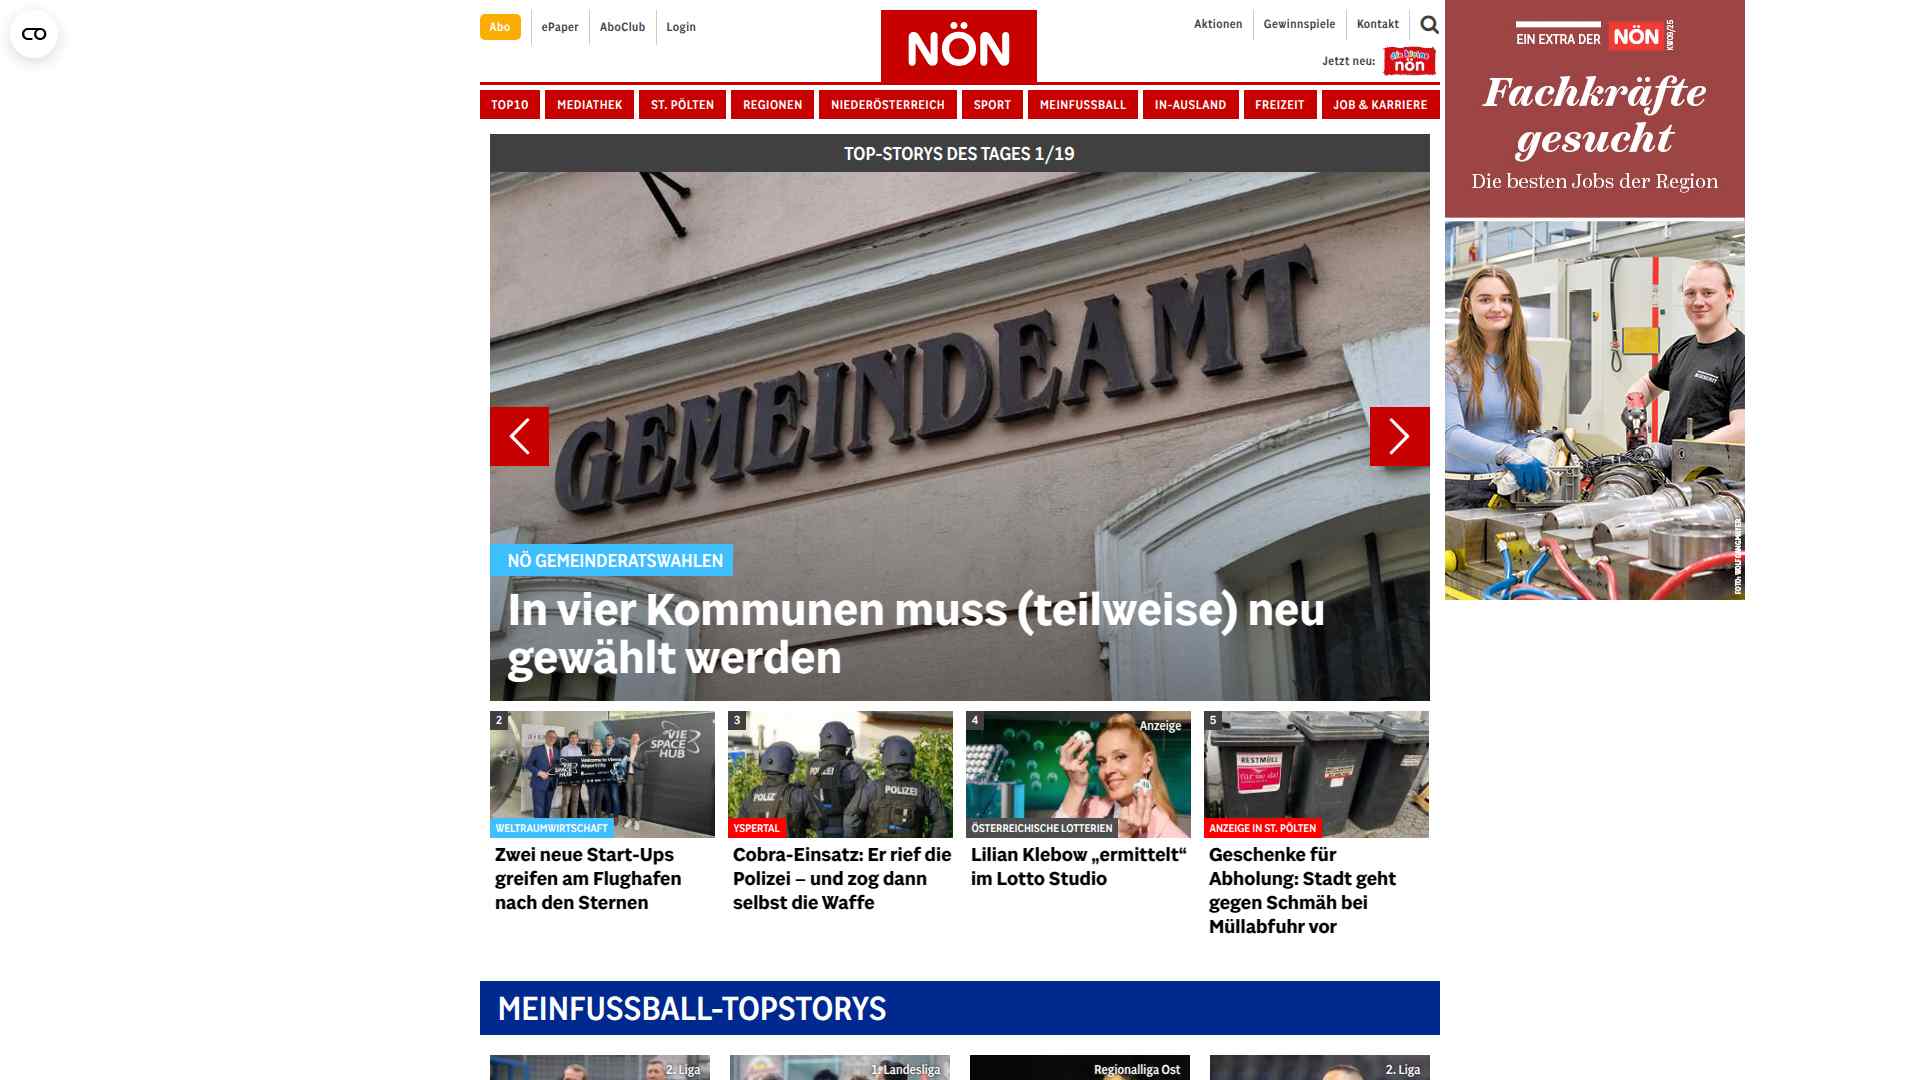 Abo
ePaper
AboClub
Login
NÖN
Aktionen
Gewinnspiele
Kontakt
Jetzt neu:
die kleine
nön
TOP10
MEDIATHEK
ST. PÖLTEN
REGIONEN
NIEDERÖSTERREICH
SPORT
MEINFUSSBALL
IN-AUSLAND
FREIZEIT
JOB & KARRIERE
EIN EXTRA DER NÖN
KW09/25
Fachkräfte
gesucht
Die besten Jobs der Region
TOP-STORYS DES TAGES 1/19
GEMEINDEAMT
NÖ GEMEINDERATSWAHLEN
In vier Kommunen muss (teilweise) neu
gewählt werden
2
VIE
SPACE
HUB
WELTRAUMWIRTSCHAFT
Zwei neue Start-Ups
greifen am Flughafen
nach den Sternen
3
POLIZEI
POLIZEI
YSPERTAL
Cobra-Einsatz: Er rief die
Polizei – und zog dann
selbst die Waffe
4
Anzeige
ÖSTERREICHISCHE LOTTERIEN
Lilian Klebow „ermittelt“
im Lotto Studio
5
RESTMÜLL
ANZEIGE IN ST. PÖLTEN
Geschenke für
Abholung: Stadt geht
gegen Schmäh bei
Müllabfuhr vor
MEINFUSSBALL-TOPSTORYS
2. Liga
1. Landesliga
Regionalliga Ost
2. Liga